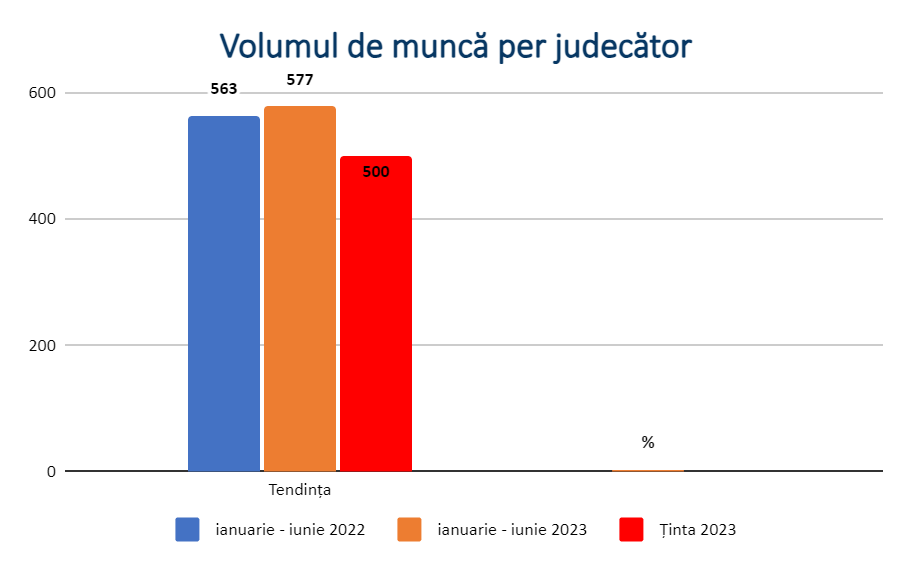 Volumul de muncă per judecător
563
577
500
600
400
200
0
%
Tendința
ianuarie - iunie 2022
ianuarie - iunie 2023
Ținta 2023